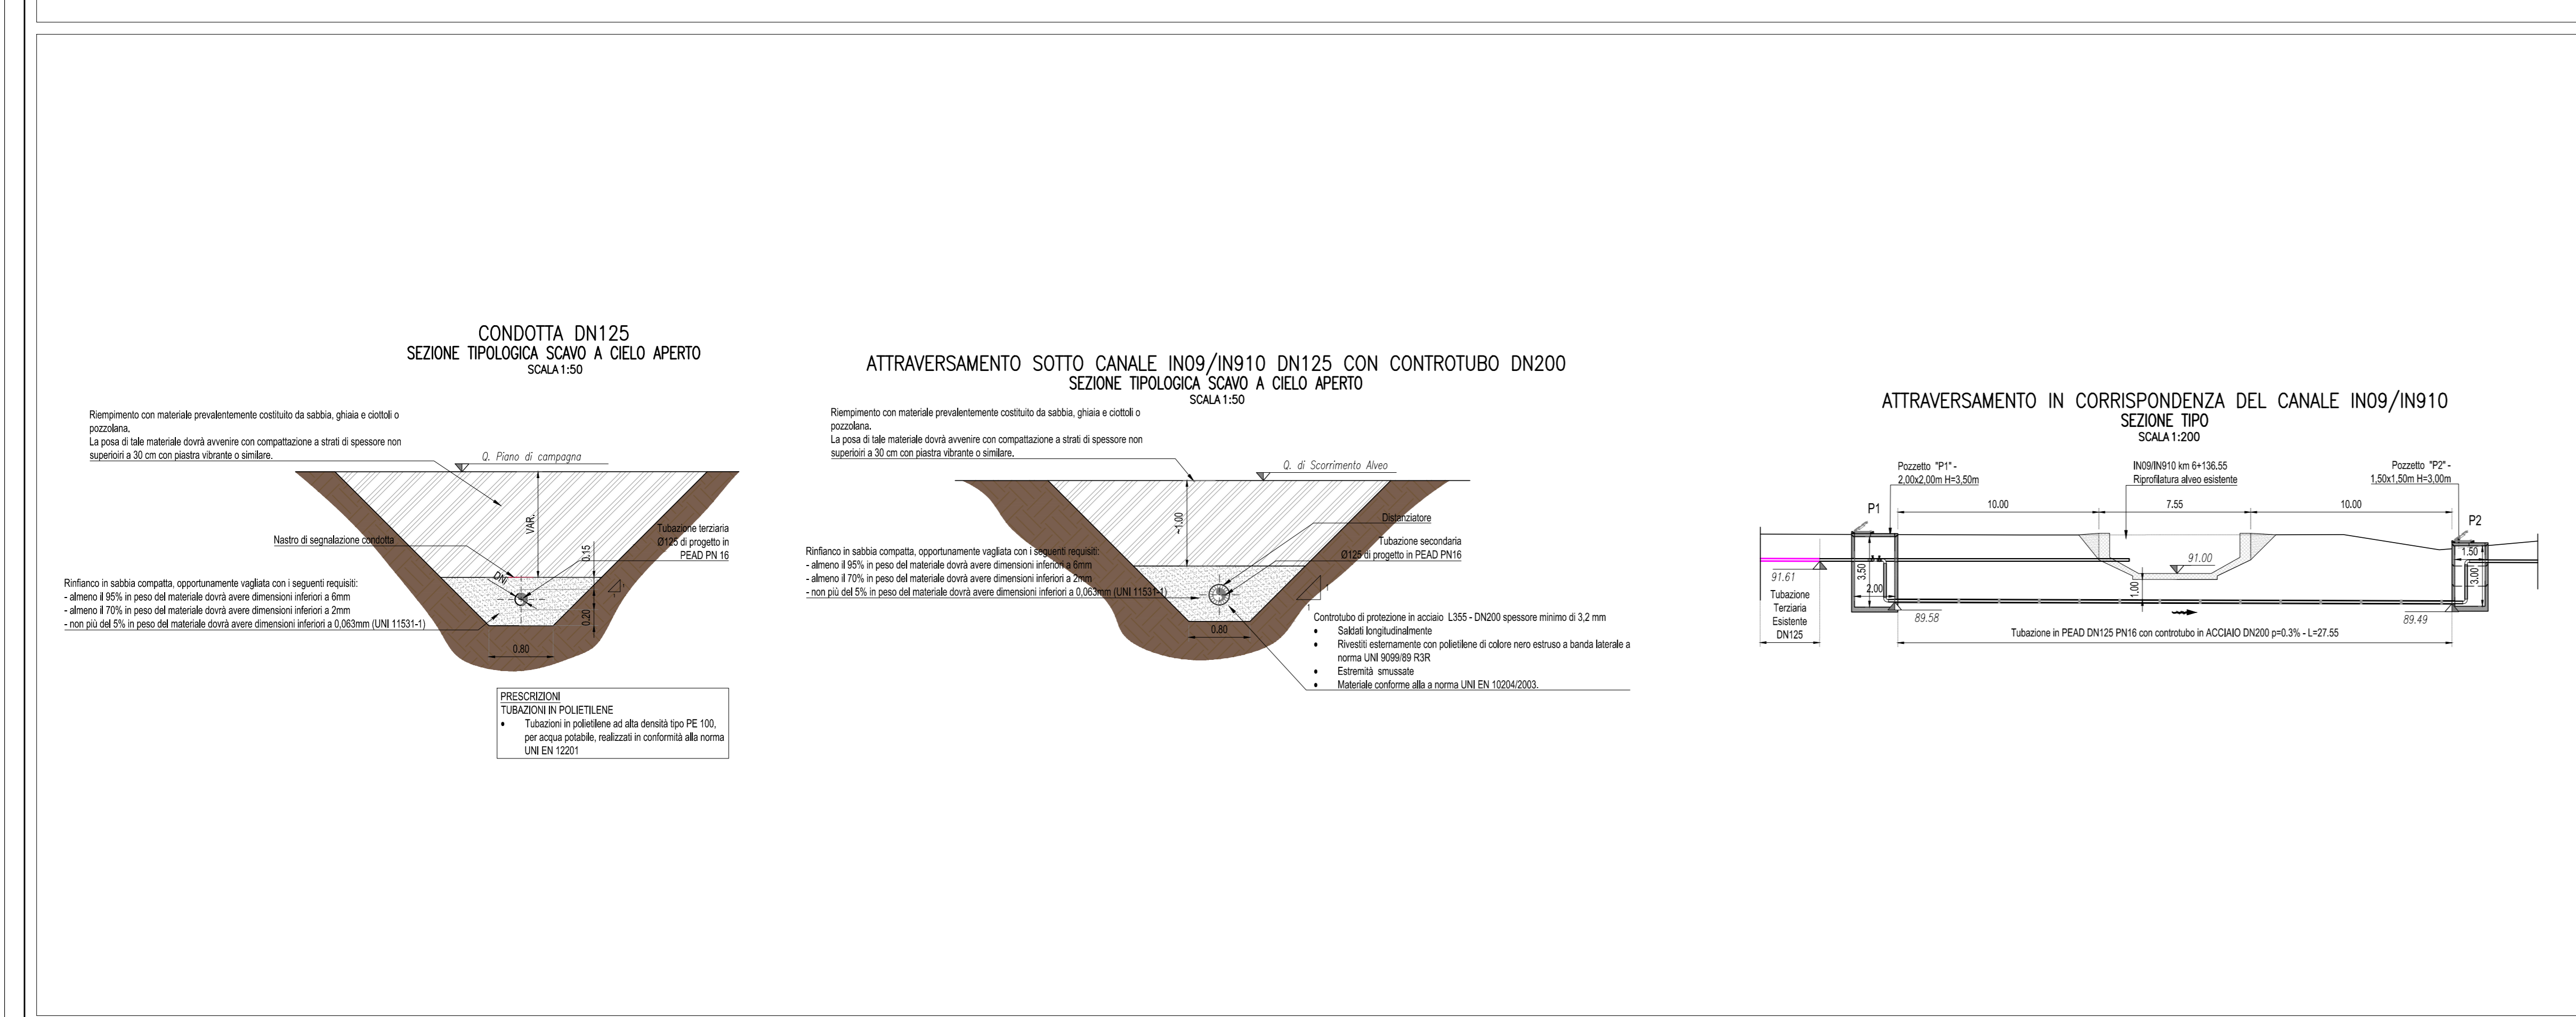 CONDOTTA DN125
SEZIONE TIPOLOGICA SCAVO A CIELO APERTO
SCALA 1:50
Riempimento con materiale prevalentemente costituito da sabbia, ghiaia e ciottoli o
pozzolana.
La posa di tale materiale dovrà avvenire con compattazione a strati di spessore non
superioiri a 30 cm con piastra vibrante o similare.
Q. Piano di campagna
VAR.
Tubazione terziaria
Ø125 di progetto in
PEAD PN 16
0.15
Nastro di segnalazione condotta
DNi
Rinfianco in sabbia compatta, opportunamente vagliata con i seguenti requisiti:
- almeno il 95% in peso del materiale dovrà avere dimensioni inferiori a 6mm
- almeno il 70% in peso del materiale dovrà avere dimensioni inferiori a 2mm
- non più del 5% in peso del materiale dovrà avere dimensioni inferiori a 0,063mm (UNI 11531-1)
1
1
0.20
0.80
PRESCRIZIONI
TUBAZIONI IN POLIETILENE
• Tubazioni in polietilene ad alta densità tipo PE 100,
per acqua potabile, realizzati in conformità alla norma
UNI EN 12201
ATTRAVERSAMENTO SOTTO CANALE IN09/IN910 DN125 CON CONTROTUBO DN200
SEZIONE TIPOLOGICA SCAVO A CIELO APERTO
SCALA 1:50
Riempimento con materiale prevalentemente costituito da sabbia, ghiaia e ciottoli o
pozzolana.
La posa di tale materiale dovrà avvenire con compattazione a strati di spessore non
superioiri a 30 cm con piastra vibrante o similare.
Q. di Scorrimento Alveo
~1.00
Distanziatore
Tubazione secondaria
Ø125 di progetto in PEAD PN16
Rinfianco in sabbia compatta, opportunamente vagliata con i seguenti requisiti:
- almeno il 95% in peso del materiale dovrà avere dimensioni inferiori a 6mm
- almeno il 70% in peso del materiale dovrà avere dimensioni inferiori a 2mm
- non più del 5% in peso del materiale dovrà avere dimensioni inferiori a 0,063mm (UNI 11531-1)
1
1
0.80
Controtubo di protezione in acciaio L355 - DN200 spessore minimo di 3,2 mm
• Saldati longitudinalmente
• Rivestiti esternamente con polietilene di colore nero estruso a banda laterale a
norma UNI 9099/89 R3R
• Estremità smussate
• Materiale conforme alla a norma UNI EN 10204/2003.
ATTRAVERSAMENTO IN CORRISPONDENZA DEL CANALE IN09/IN910
SEZIONE TIPO
SCALA 1:200
Pozzetto "P1" -
2,00x2,00m H=3,50m
IN09/IN910 km 6+136.55
Riprofilatura alveo esistente
Pozzetto "P2" -
1,50x1,50m H=3,00m
P1
10.00
7.55
10.00
P2
3.50
2.00
91.00
1.00
1.50
3.00
91.61
Tubazione
Terziaria
Esistente
DN125
89.58
89.49
Tubazione in PEAD DN125 PN16 con controtubo in ACCIAIO DN200 p=0.3% - L=27.55